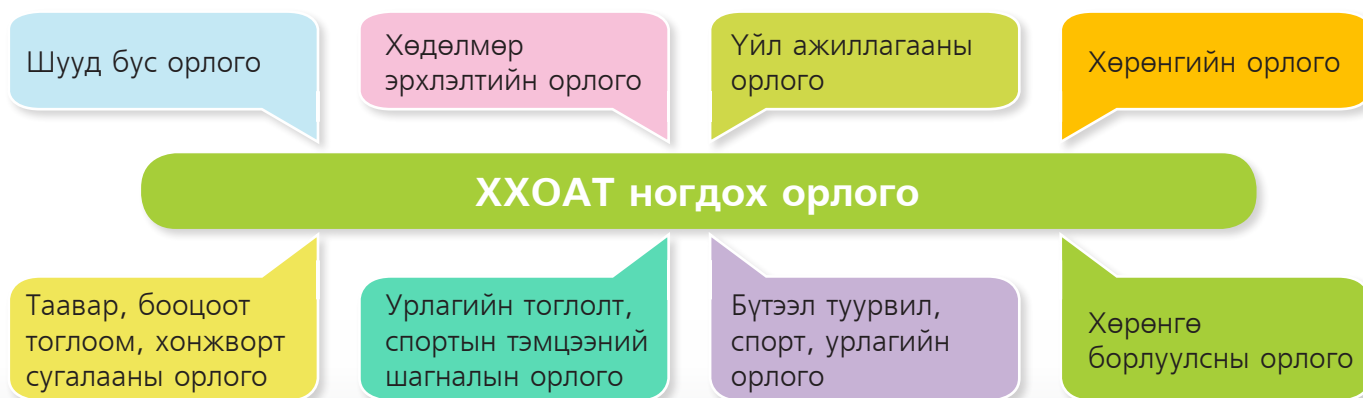 Шууд бус орлого
Хөдөлмөр
эрхлэлтийн орлого
Үйл ажиллагааны
орлого
Хөрөнгийн орлого
ХХОАТ ногдох орлого
Таавар, бооцоот
тоглоом, хонжворт
сугалааны орлого
Урлагийн тоглолт,
спортын тэмцээний
шагналын орлого
Бүтээл туурвил,
спорт, урлагийн
орлого
Хөрөнгө
борлуулсны орлого